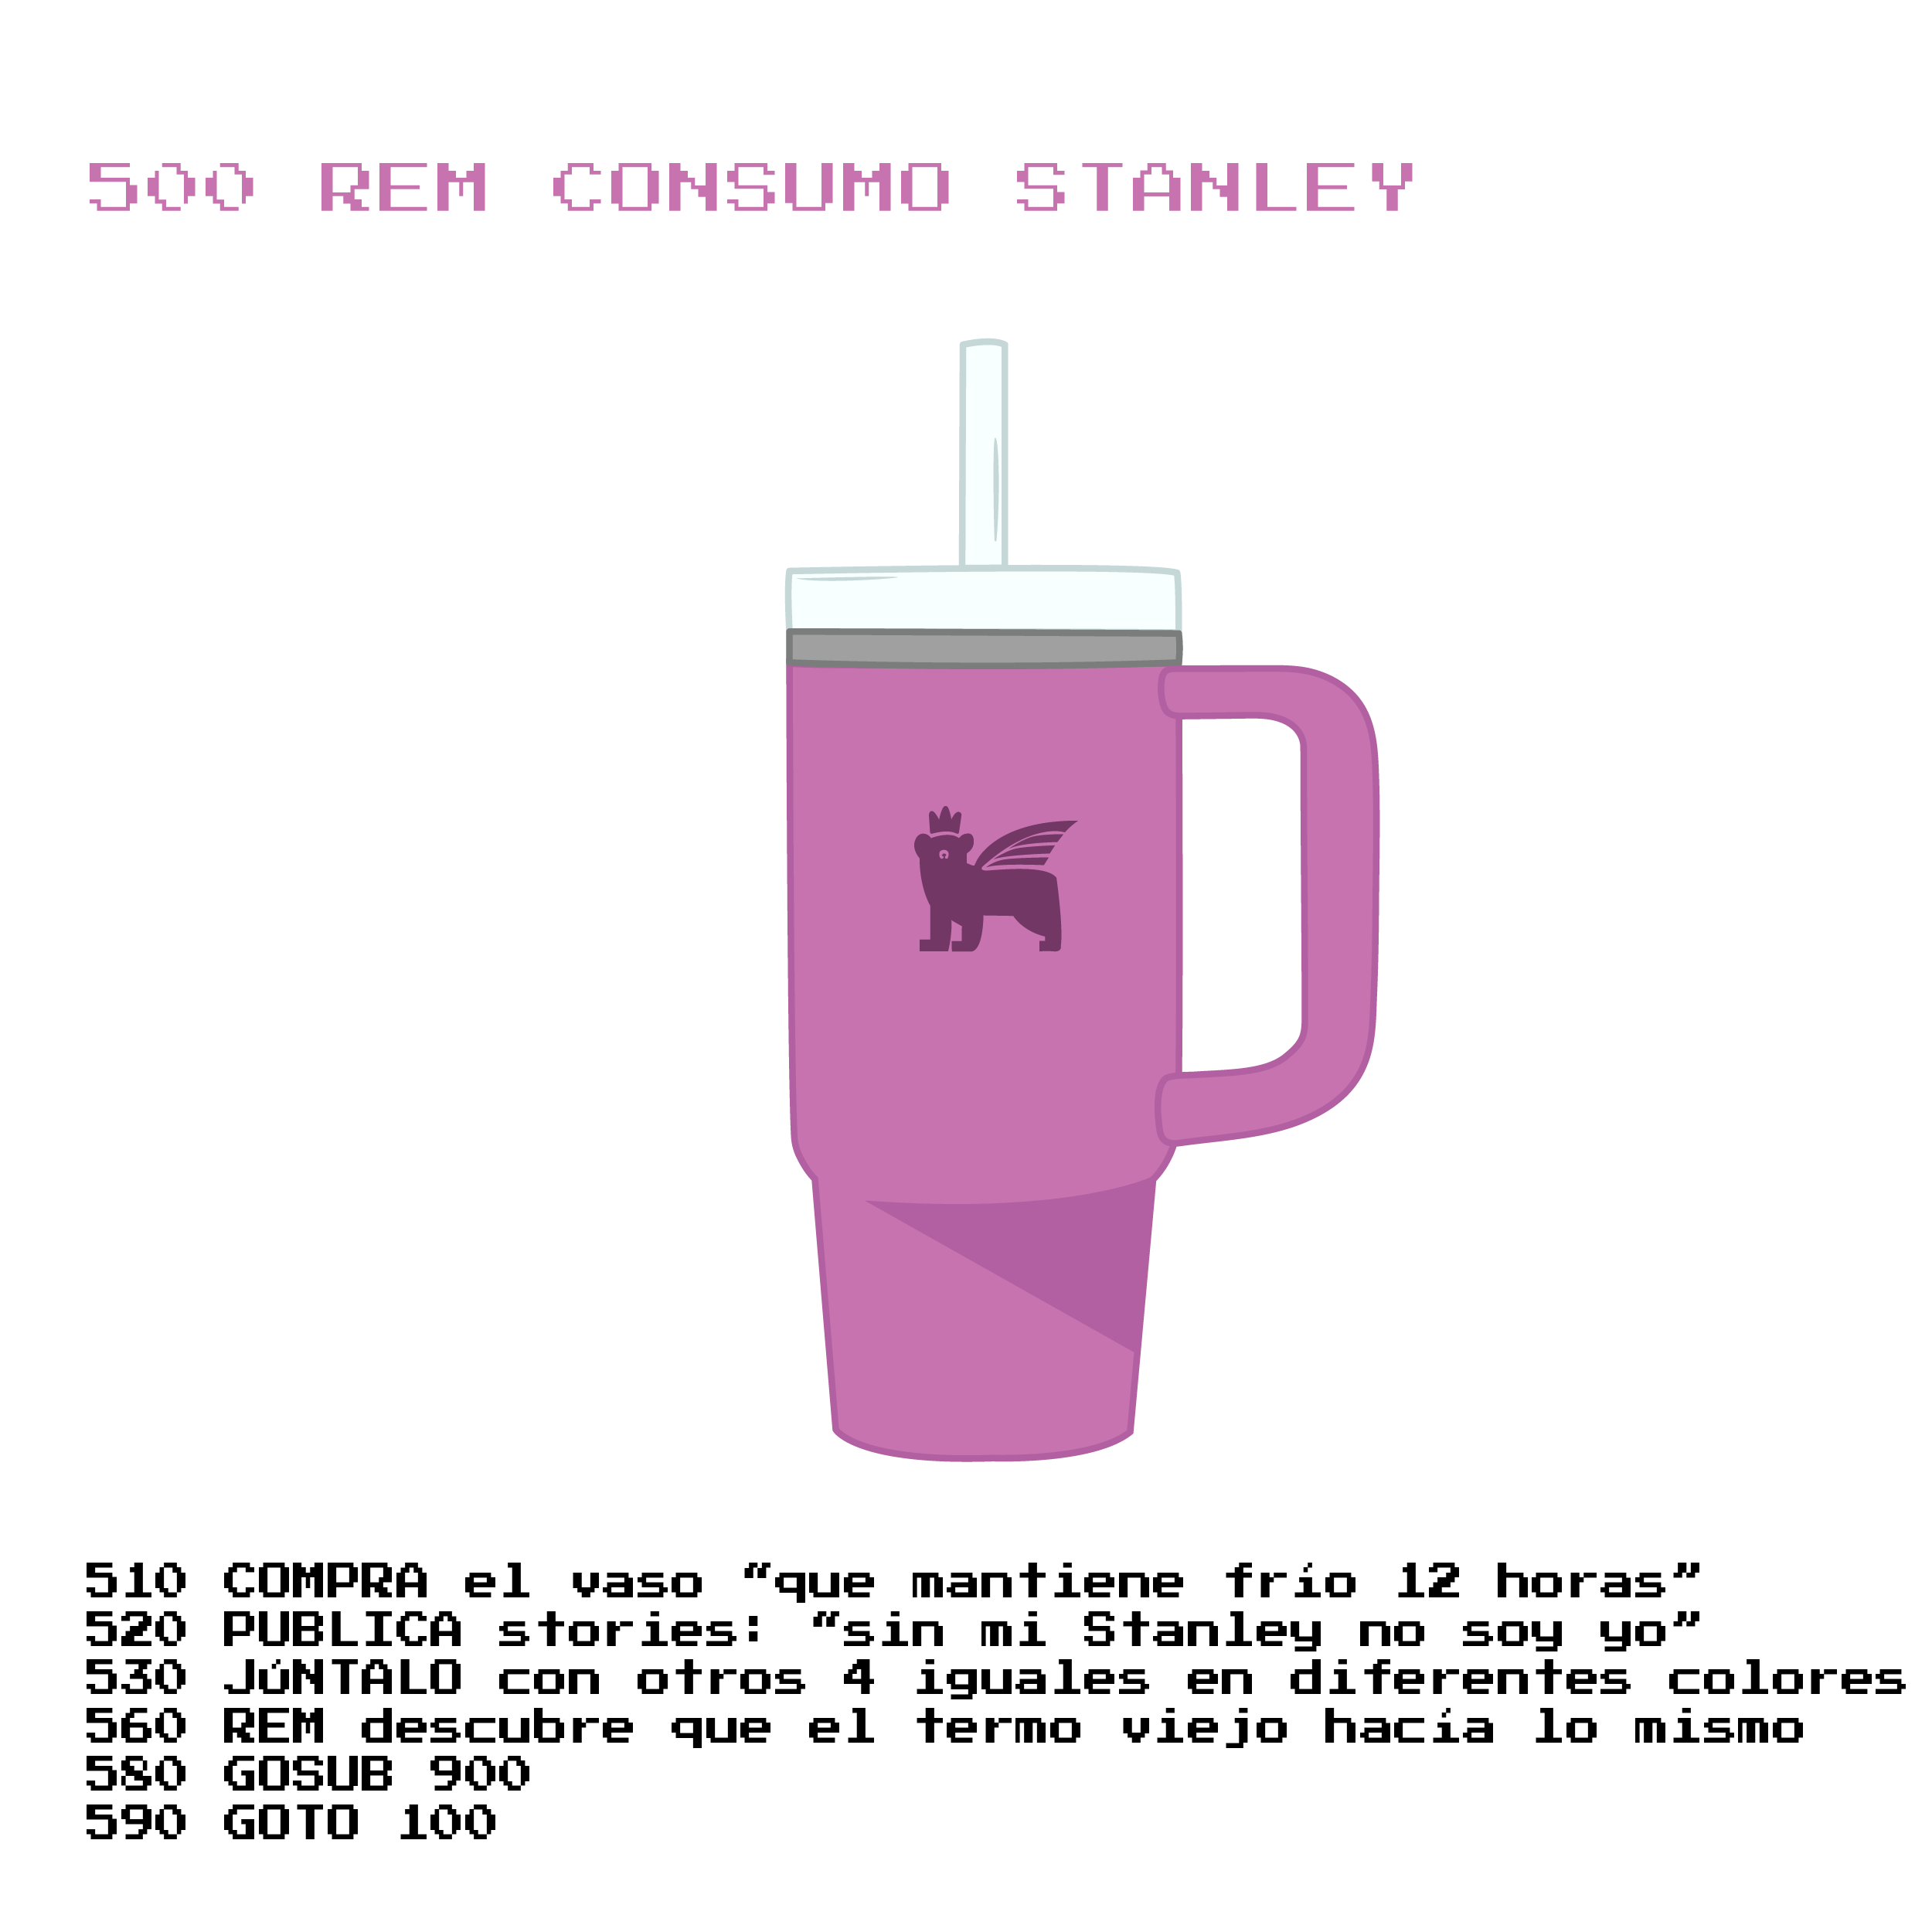 500 REM CONSUMO STANLEY
510 COMPRA el vaso “que mantiene frío 12 horas”
520 PUBLICA stories: “sin mi Stanley no soy yo”
530 JÚNTALO con otros 4 iguales en diferentes colores
560 REM descubre que el termo viejo hacía lo mismo
580 GOSUB 900
590 GOTO 100